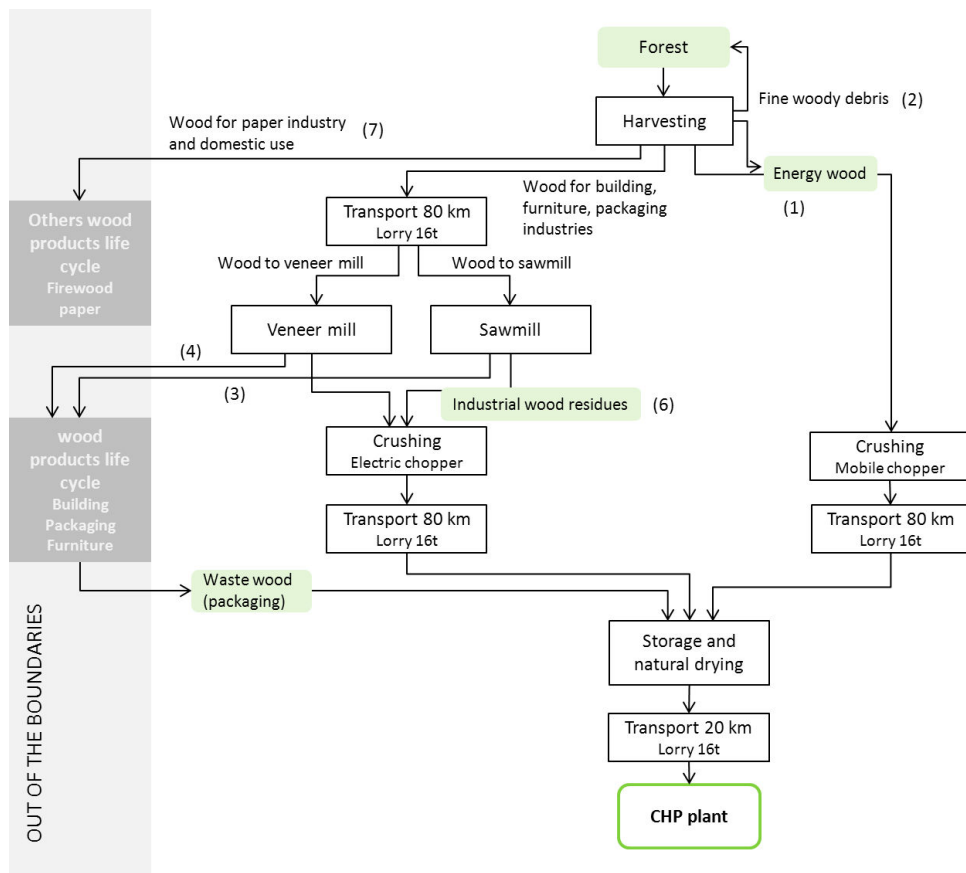 Forest
Fine woody debris (2)
Harvesting
Wood for paper industry
and domestic use
(7)
Energy wood
(1)
Wood for building,
furniture, packaging
industries
Transport 80 km
Lorry 16t
Others wood
products life
cycle
Firewood
paper
Wood to veneer mill
Wood to sawmill
Veneer mill
Sawmill
(4)
(3)
Industrial wood residues (6)
wood
products life
cycle
Building
Packaging
Furniture
Crushing
Electric chopper
Crushing
Mobile chopper
Transport 80 km
Lorry 16t
Transport 80 km
Lorry 16t
Waste wood
(packaging)
Storage and
natural drying
Transport 20 km
Lorry 16t
CHP plant
OUT OF THE BOUNDARIES